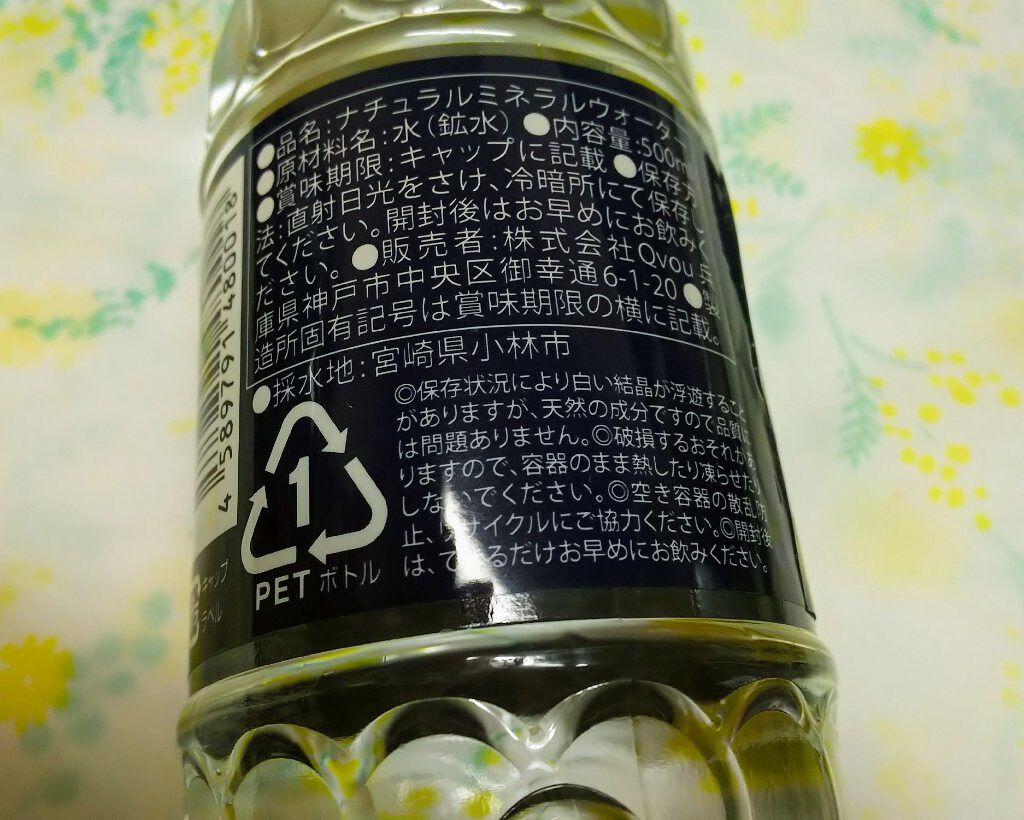 ●品名:ナチュラルミネラルウォーター
●原材料名:水(鉱水) ●内容量:500m
●賞味期限:キャップに記載 ●保存方
法:直射日光をさけ、冷暗所にて保存し
てください。開封後はお早めにお飲みく
ださい。●販売者:株式会社Qvou 兵
庫県神戸市中央区御幸通6-1-20 ●製
造所固有記号は賞味期限の横に記載。
●採水地:宮崎県小林市
◎保存状況により白い結晶が浮遊すること
がありますが、天然の成分ですので品質に
は問題ありません。◎破損するおそれがあ
りますので、容器のまま熱したり凍らせたり
しないでください。◎空き容器の散乱防
止、リサイクルにご協力ください。◎開封後
は、できるだけお早めにお飲みください。
1
PET ボトル
キャップ
ラベル
4 589791 480018